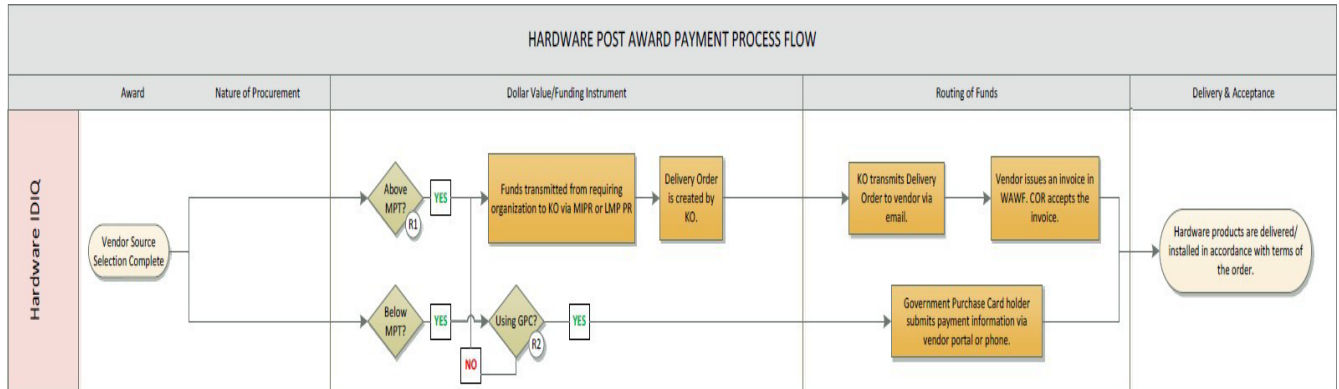 HARDWARE POST AWARD PAYMENT PROCESS FLOW
Award
Nature of Procurement
Dollar Value/Funding Instrument
Routing of Funds
Delivery & Acceptance
Hardware IDIQ
Vendor Source
Selection Complete
Above
MPT?
R1
YES
Funds transmitted from requiring
organization to KO via MIPR or LMP PR
Delivery Order
is created by
KO.
KO transmits Delivery
Order to vendor via
email.
Vendor issues an invoice in
WAWF. COR accepts the
invoice.
Hardware products are delivered/
installed in accordance with terms of
the order.
Below
MPT?
YES
Using GPC?
R2
YES
NO
Government Purchase Card holder
submits payment information via
vendor portal or phone.